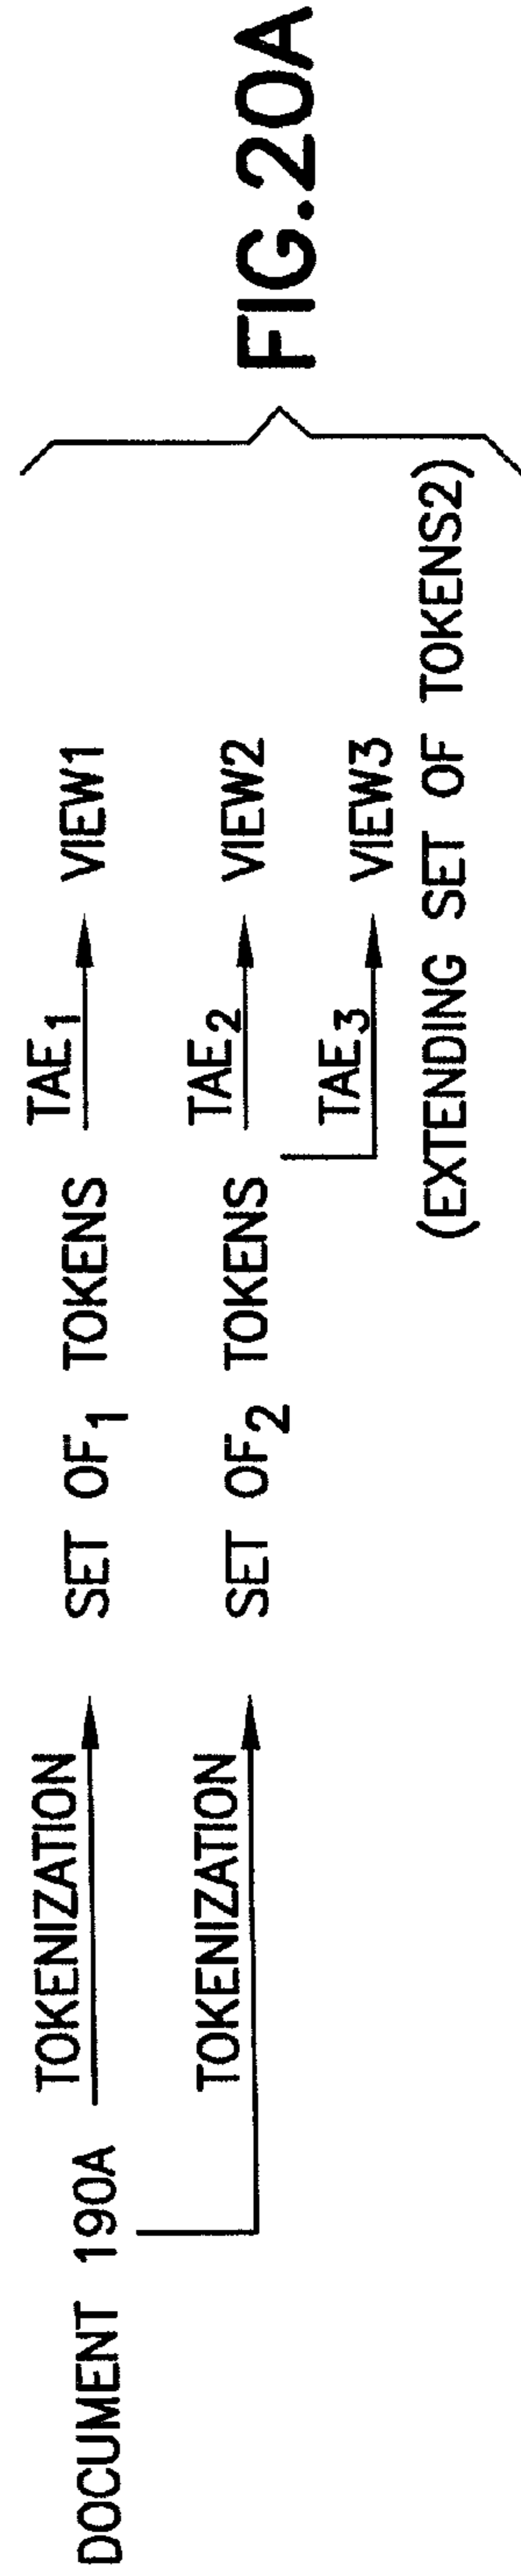 DOCUMENT 190A TOKENIZATION SET OF1 TOKENS TAE1 VIEW1
TOKENIZATION SET OF2 TOKENS TAE2 VIEW2
TAE3 VIEW3
(EXTENDING SET OF TOKENS2)
FIG.20A